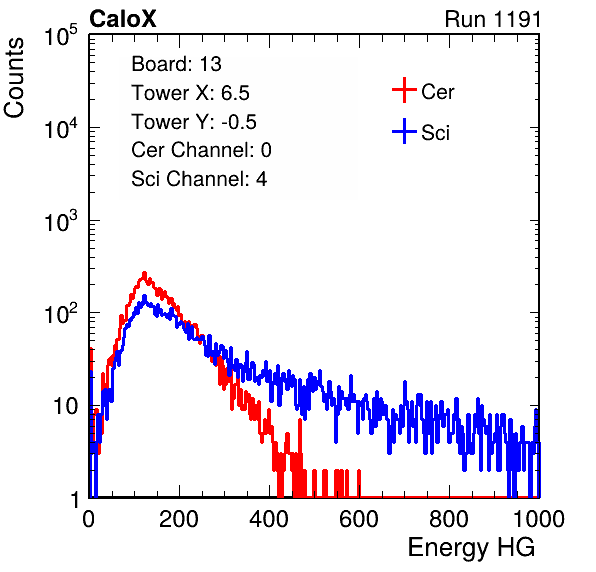 CaloX Run 1191
Counts
10^5
10^4
10^3
10^2
10
1
Board: 13
Tower X: 6.5
Tower Y: -0.5
Cer Channel: 0
Sci Channel: 4
Cer
Sci
0 200 400 600 800 1000
Energy HG